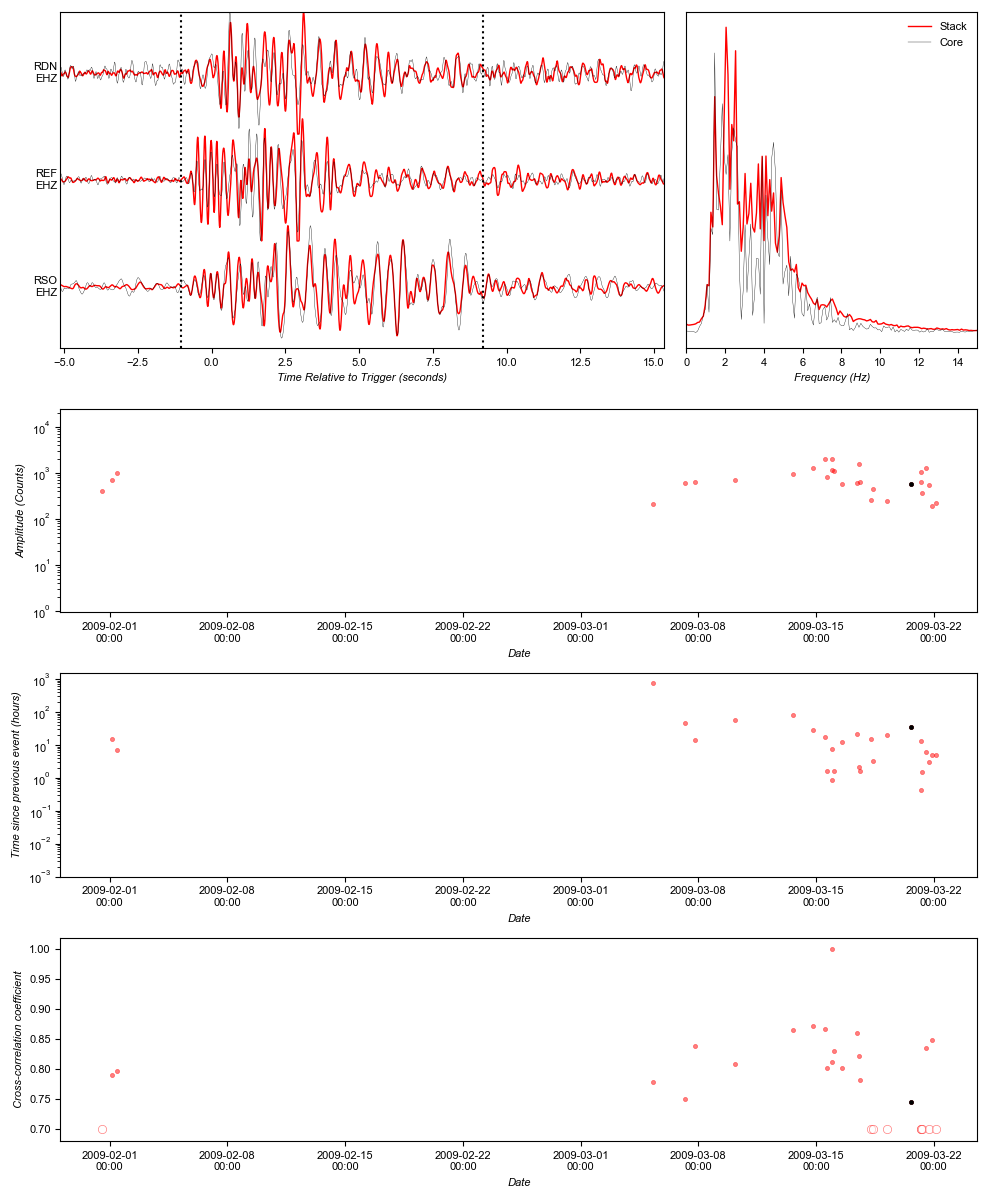 Stack
Core
RDN
EHZ
REF
EHZ
RSO
EHZ
−5.0 −2.5 0.0 2.5 5.0 7.5 10.0 12.5 15.0
Time Relative to Trigger (seconds)
0 2 4 6 8 10 12 14
Frequency (Hz)
Amplitude (Counts)
10⁴
10³
10²
10¹
10⁰
2009-02-01 2009-02-08 2009-02-15 2009-02-22 2009-03-01 2009-03-08 2009-03-15 2009-03-22
00:00 00:00 00:00 00:00 00:00 00:00 00:00 00:00
Date
Time since previous event (hours)
10³
10²
10¹
10⁰
10⁻¹
10⁻²
10⁻³
2009-02-01 2009-02-08 2009-02-15 2009-02-22 2009-03-01 2009-03-08 2009-03-15 2009-03-22
00:00 00:00 00:00 00:00 00:00 00:00 00:00 00:00
Date
Cross-correlation coefficient
1.00
0.95
0.90
0.85
0.80
0.75
0.70
2009-02-01 2009-02-08 2009-02-15 2009-02-22 2009-03-01 2009-03-08 2009-03-15 2009-03-22
00:00 00:00 00:00 00:00 00:00 00:00 00:00 00:00
Date